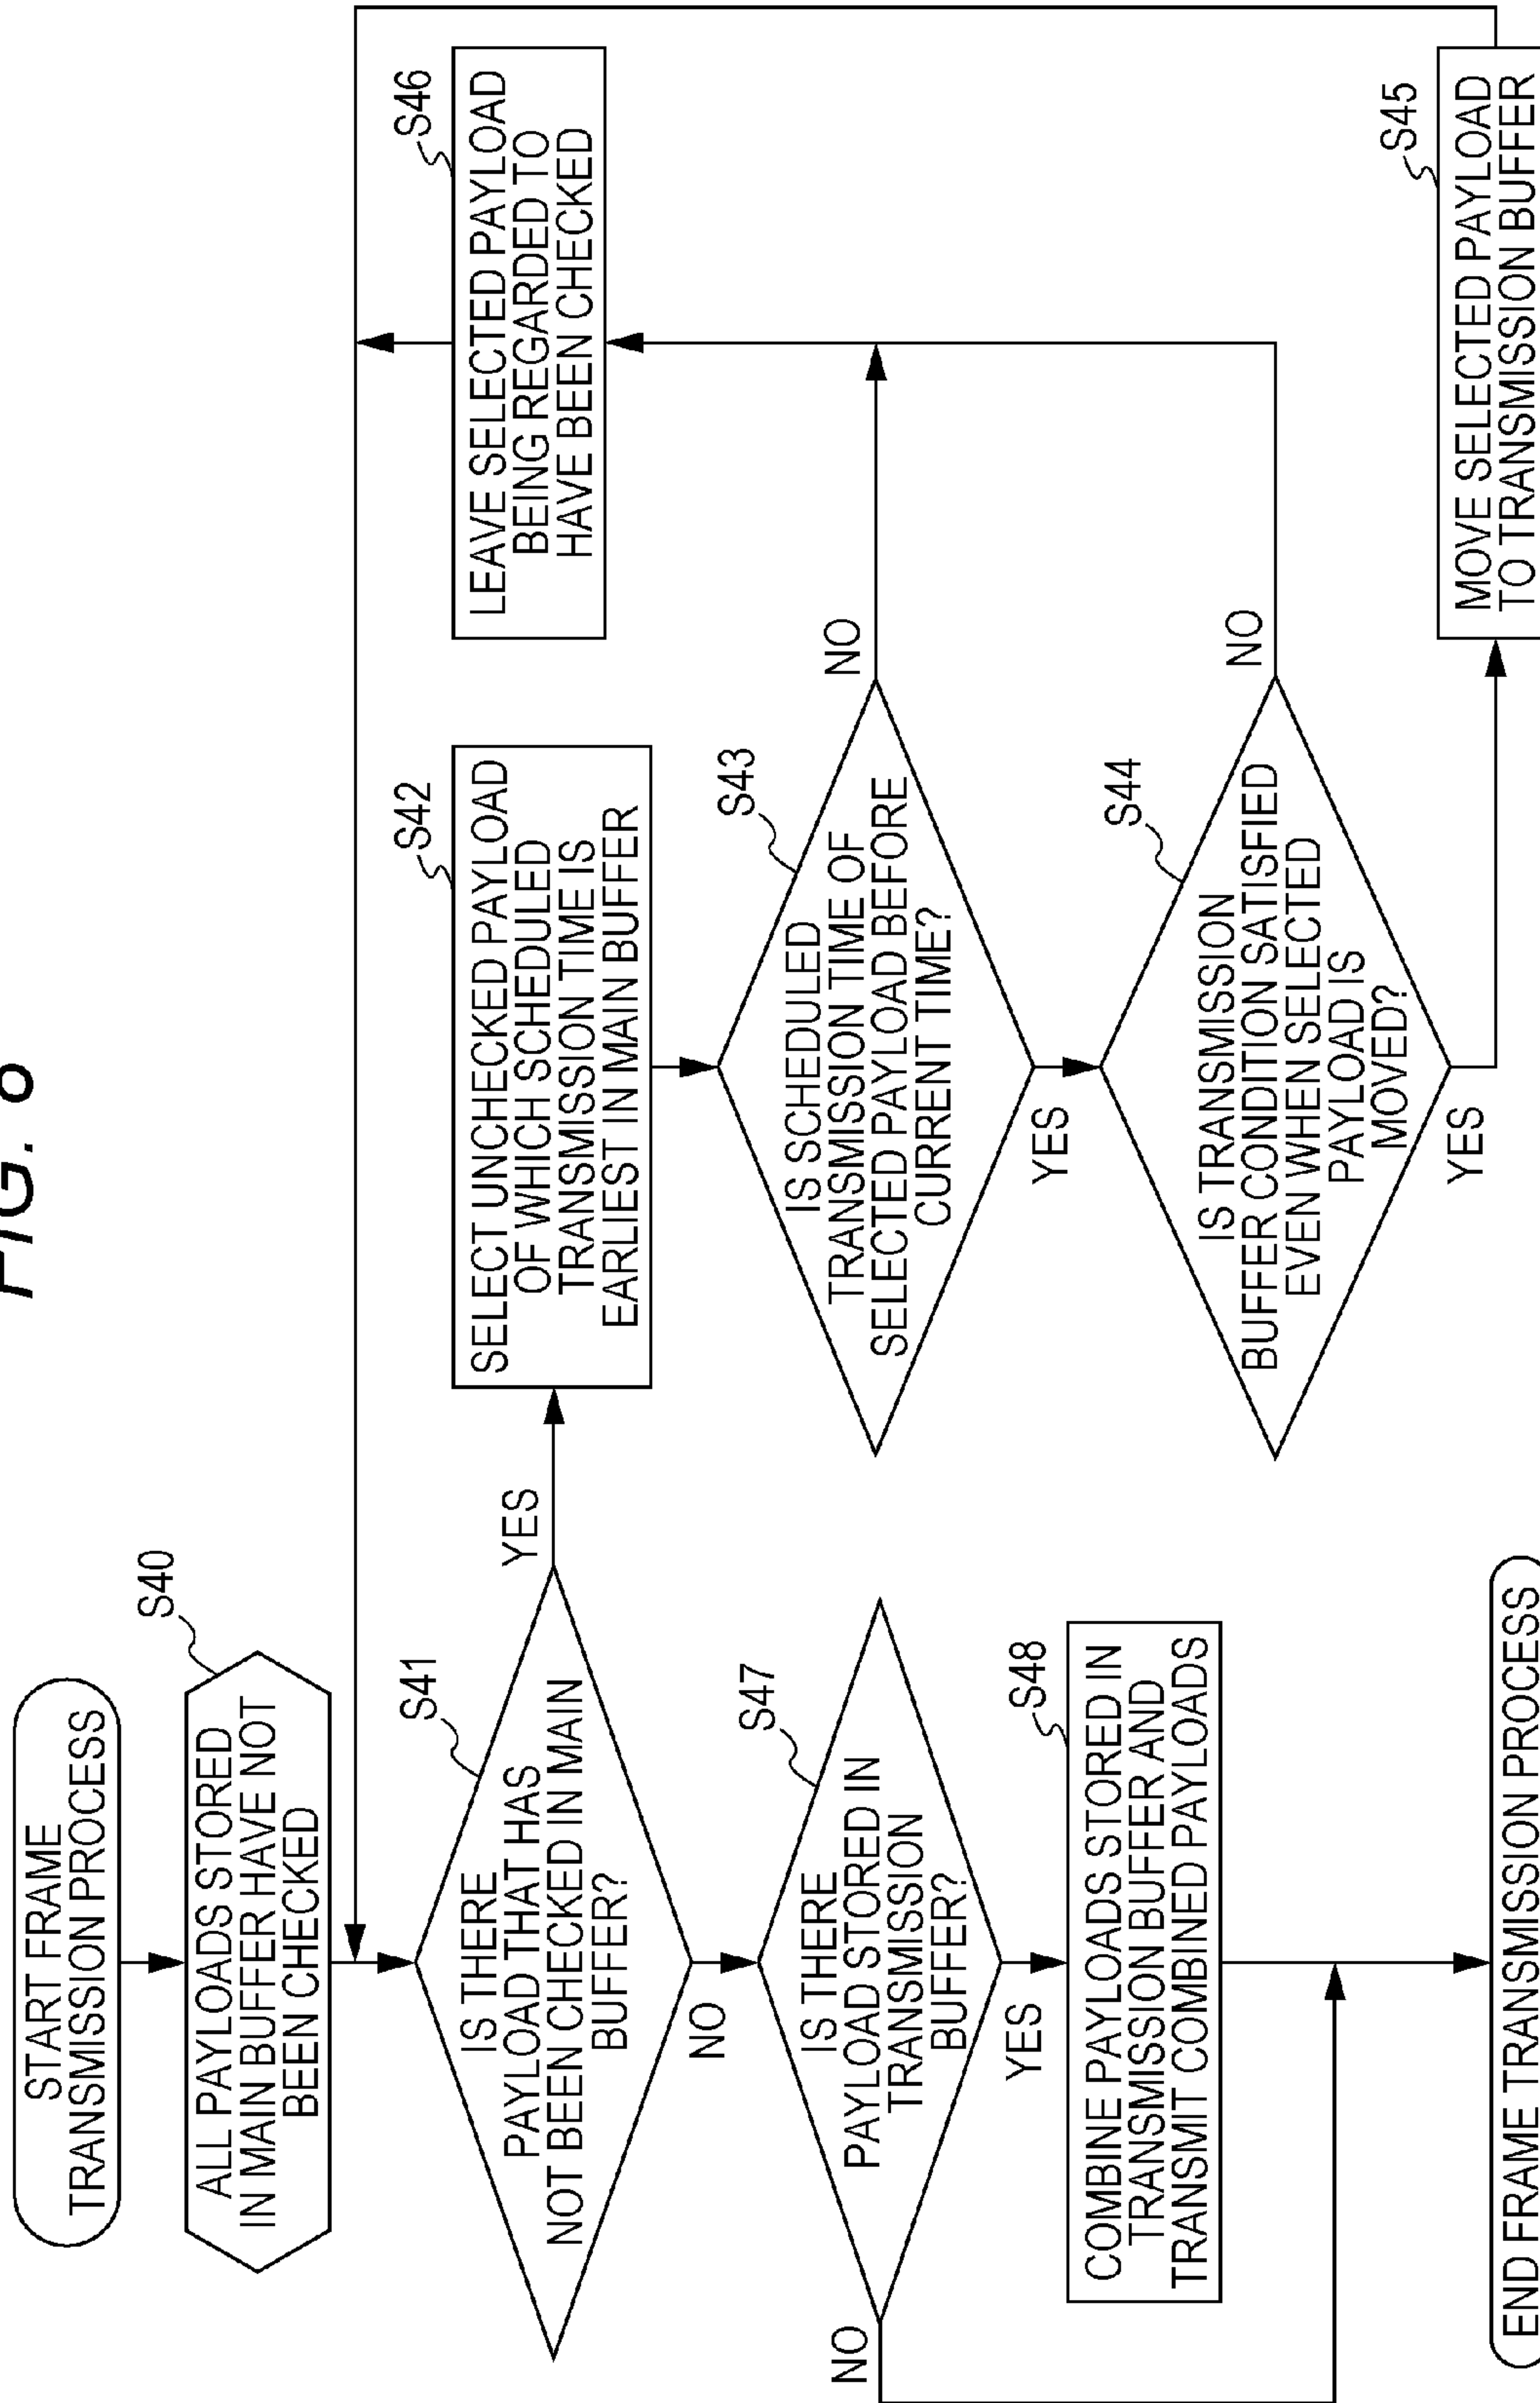 FIG. 8
START FRAME
TRANSMISSION PROCESS
S40
ALL PAYLOADS STORED
IN MAIN BUFFER HAVE NOT
BEEN CHECKED
S41
IS THERE
PAYLOAD THAT HAS
NOT BEEN CHECKED IN MAIN
BUFFER?
YES
NO
S42
SELECT UNCHECKED PAYLOAD
OF WHICH SCHEDULED
TRANSMISSION TIME IS
EARLIEST IN MAIN BUFFER
S43
IS SCHEDULED
TRANSMISSION TIME OF
SELECTED PAYLOAD BEFORE
CURRENT TIME?
NO
YES
S44
IS TRANSMISSION
BUFFER CONDITION SATISFIED
EVEN WHEN SELECTED
PAYLOAD IS
MOVED?
NO
YES
S45
MOVE SELECTED PAYLOAD
TO TRANSMISSION BUFFER
S46
LEAVE SELECTED PAYLOAD
BEING REGARDED TO
HAVE BEEN CHECKED
S47
IS THERE
PAYLOAD STORED IN
TRANSMISSION
BUFFER?
NO
YES
S48
COMBINE PAYLOADS STORED IN
TRANSMISSION BUFFER AND
TRANSMIT COMBINED PAYLOADS
END FRAME TRANSMISSION PROCESS